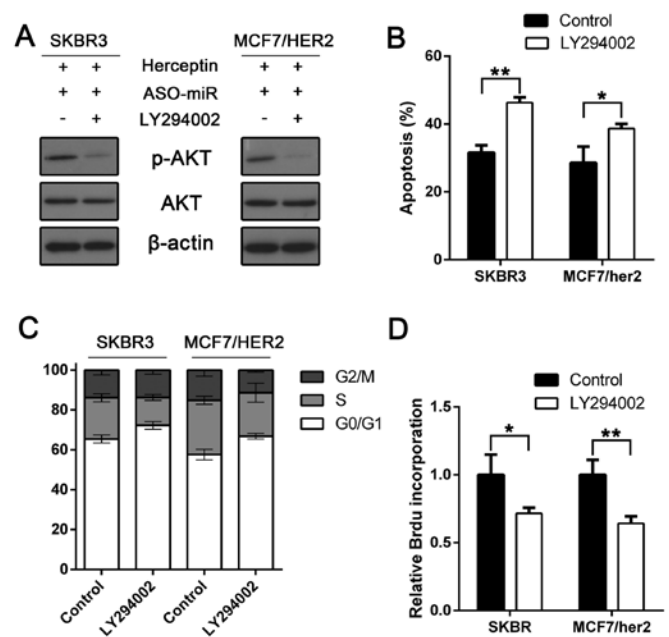 A
SKBR3
MCF7/HER2
+ + Herceptin + +
+ + ASO-miR + +
- + LY294002 - +
p-AKT
AKT
β-actin
B
Control
LY294002
Apoptosis (%)
60
40
20
0
**
*
SKBR3 MCF7/her2
C
SKBR3 MCF7/HER2
100
80
60
40
20
0
G2/M
S
G0/G1
Control LY294002 Control LY294002
D
Control
LY294002
Relative Brdu incorporation
1.5
1.0
0.5
0.0
*
**
SKBR MCF7/her2